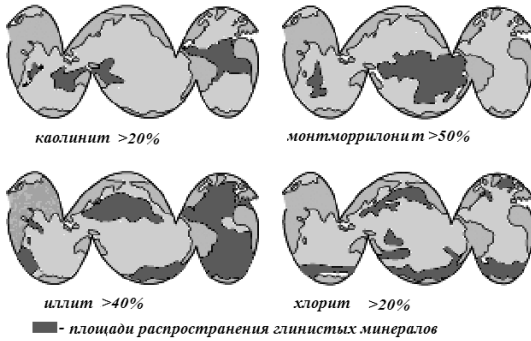 каолинит >20%
монтморрилонит >50%
иллит >40%
хлорит >20%
- площади распространения глинистых минералов